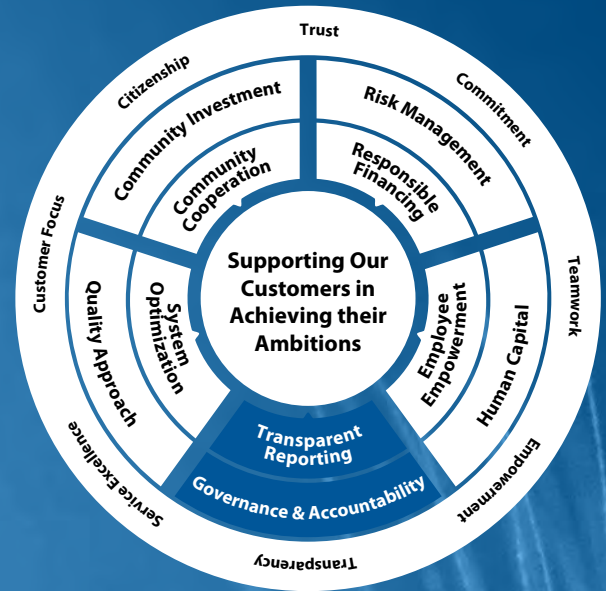 Trust
Commitment
Teamwork
Empowerment
Transparency
Service Excellence
Customer Focus
Citizenship
Community Investment
Community
Cooperation
Risk Management
Responsible
Financing
Human Capital
Employee
Empowerment
Governance & Accountability
Transparent
Reporting
Quality Approach
System
Optimization
Supporting Our
Customers in
Achieving their
Ambitions